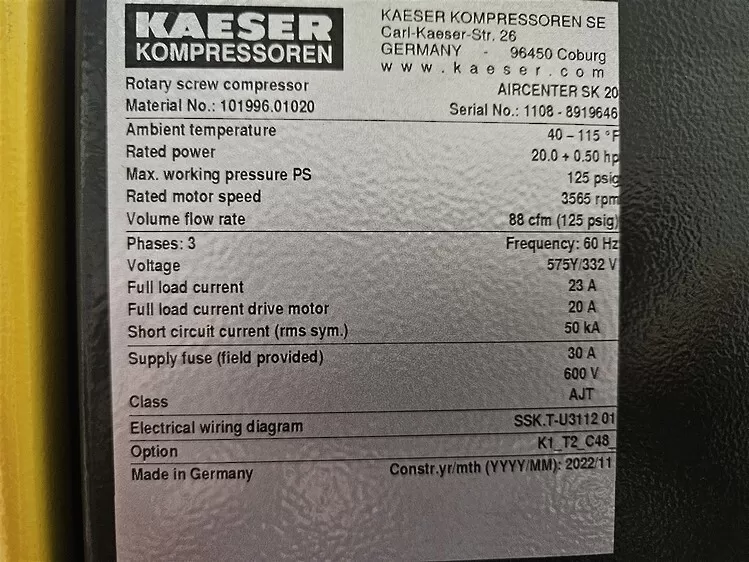 KAESER
KOMPRESSOREN
KAESER KOMPRESSOREN SE
Carl-Kaeser-Str. 26
GERMANY - 96450 Coburg
www.kaeser.com
Rotary screw compressor AIRCENTER SK 20
Material No.: 101996.01020 Serial No.: 1108 - 8919646
Ambient temperature 40 – 115 °F
Rated power 20.0 + 0.50 hp
Max. working pressure PS 125 psig
Rated motor speed 3565 rpm
Volume flow rate 88 cfm (125 psig)
Phases: 3 Frequency: 60 Hz
Voltage 575Y/332 V
Full load current 23 A
Full load current drive motor 20 A
Short circuit current (rms sym.) 50 kA
Supply fuse (field provided) 30 A
600 V
Class AJT
Electrical wiring diagram SSK.T-U3112 01
Option K1_T2_C48_
Made in Germany Constr.yr/mth (YYYY/MM): 2022/11